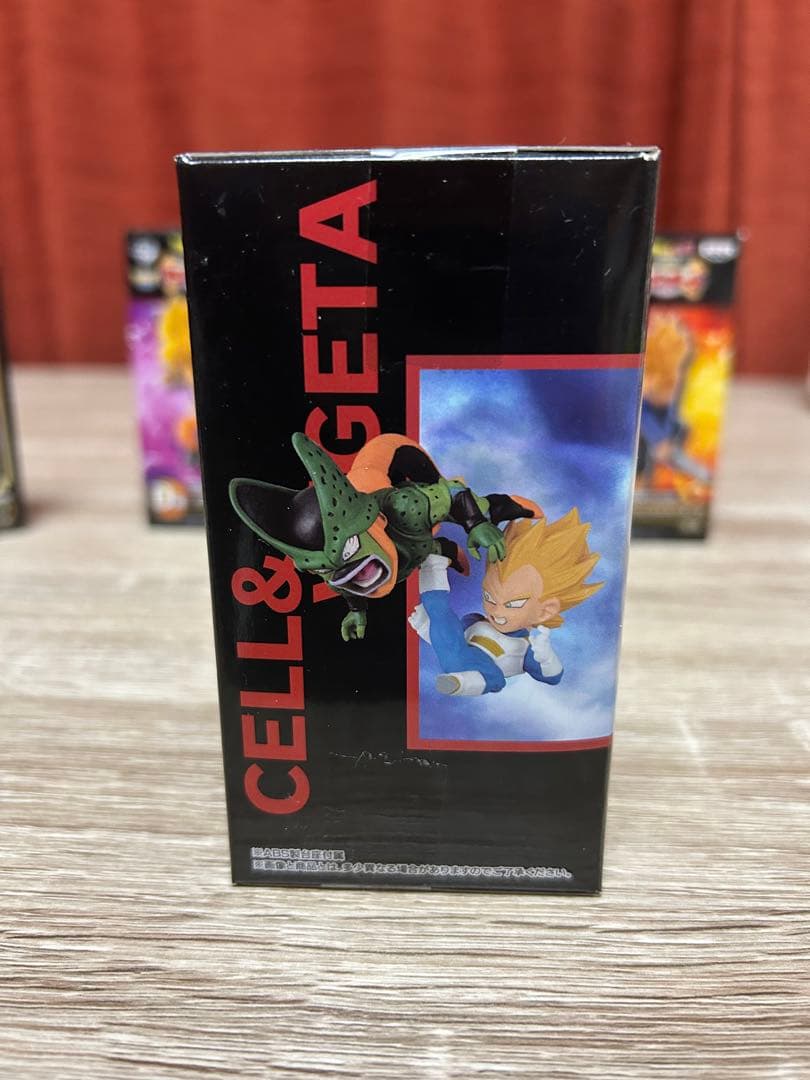 CELL&
VEGETA
※ABS製台座付属
※画像と商品とは、多少異なる場合がありますのでご了承ください。